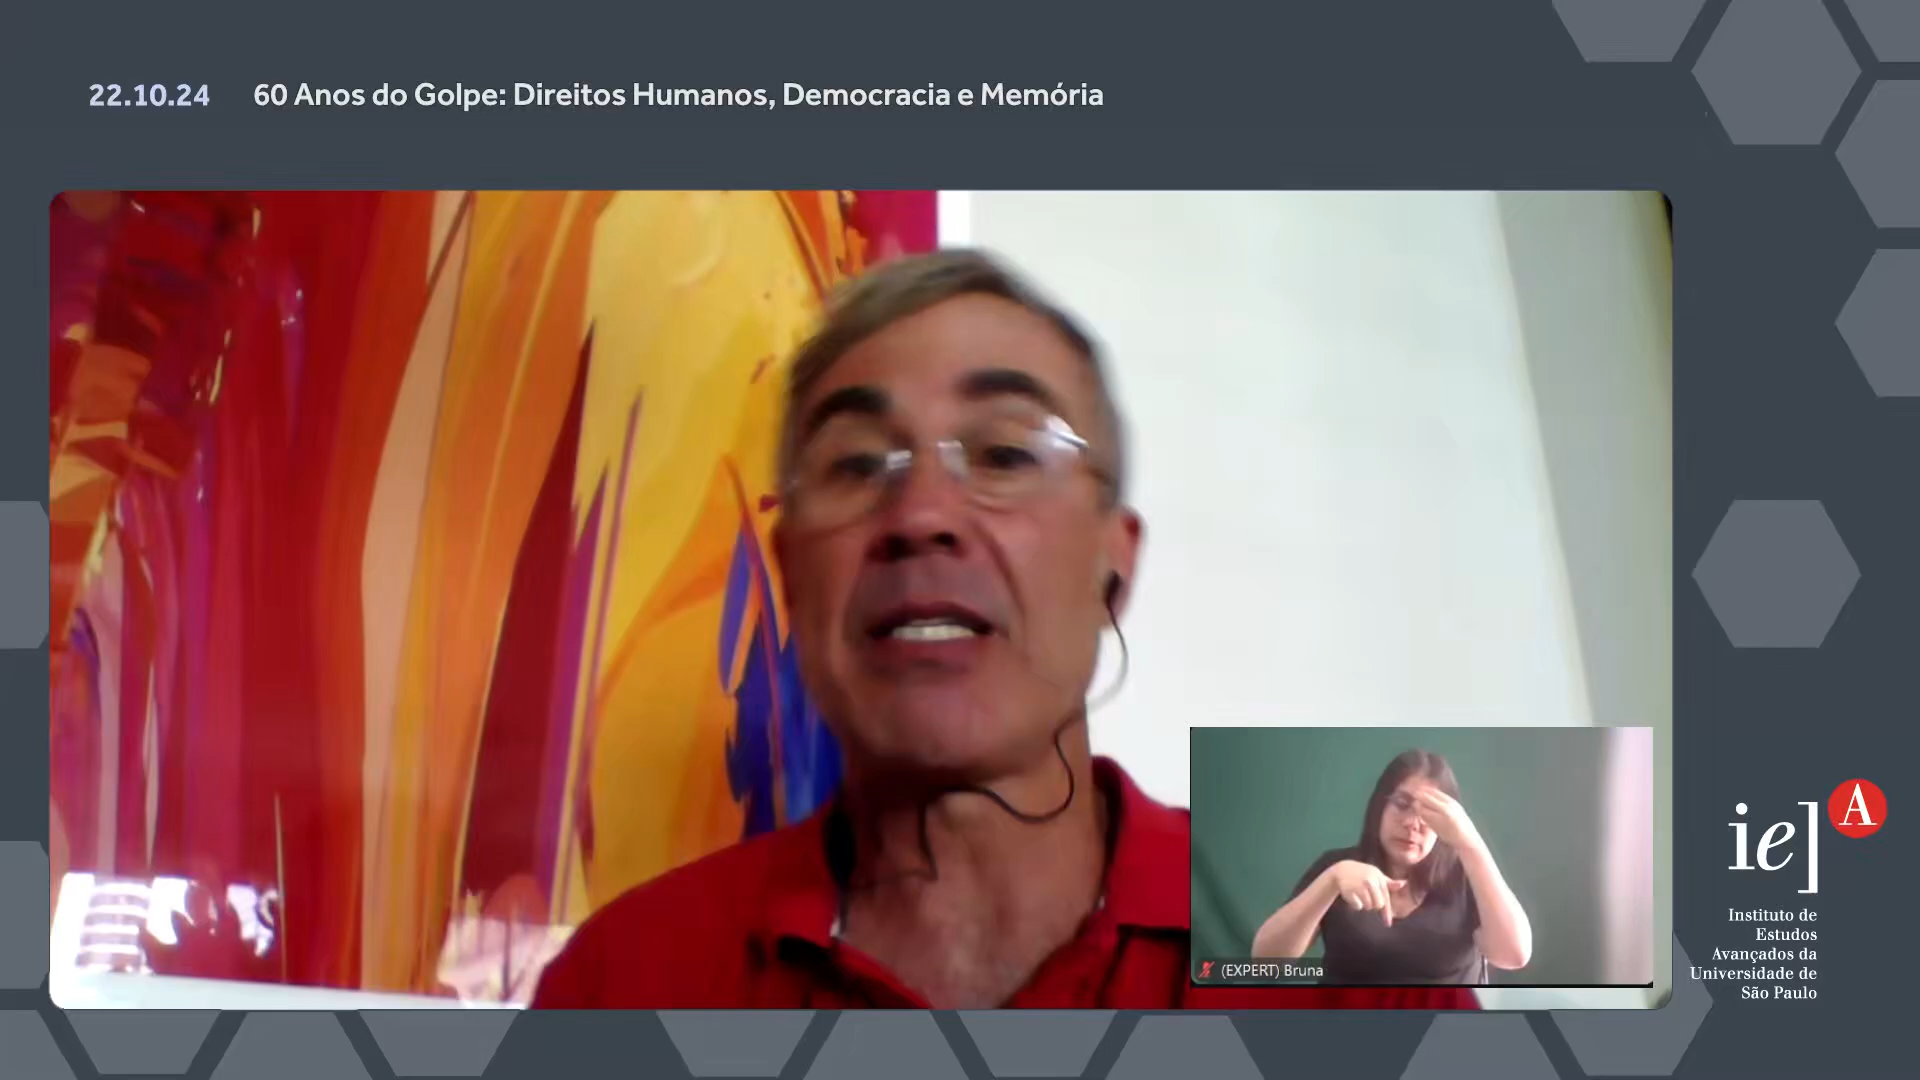 22.10.24 60 Anos do Golpe: Direitos Humanos, Democracia e Memória
(EXPERT) Bruna
ie] A
Instituto de
Estudos
Avançados da
Universidade de
São Paulo